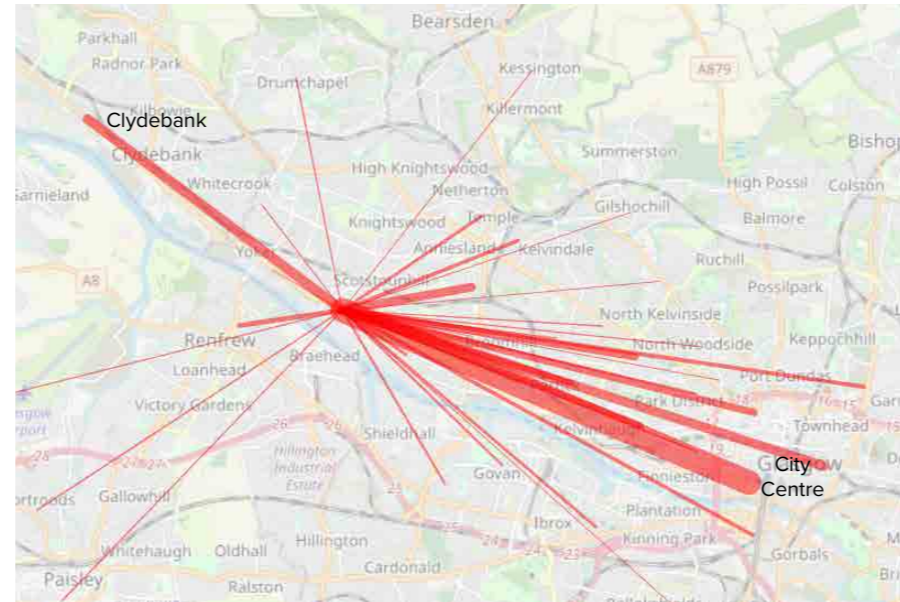 Bearsden
Parkhall
Radnor Park
Drumchapel
Kessington
A879
Kilbowie
Clydebank
Killermont
Clydebank
Summerston
High Knightswood
Whitecrook
Netherton
High Possil
Colston
Knightswood
Temple
Gilshochill
Balmore
Yoker
Anniesland
Kelvindale
Ruchill
A8
Scotstounhill
Possilpark
North Kelvinside
Renfrew
North Woodside
Keppochhill
Braehead
Loanhead
Port Dundas
Victory Gardens
Park District
Townhead
Shieldhall
Kelvinhaugh
City
Centre
Hillington
Industrial
Estate
Govan
Finnieston
Gallowhill
Plantation
Ibrox
Whitehaugh
Oldhall
Hillington
Kinning Park
Gorbals
Cardonald
Paisley
Ralston